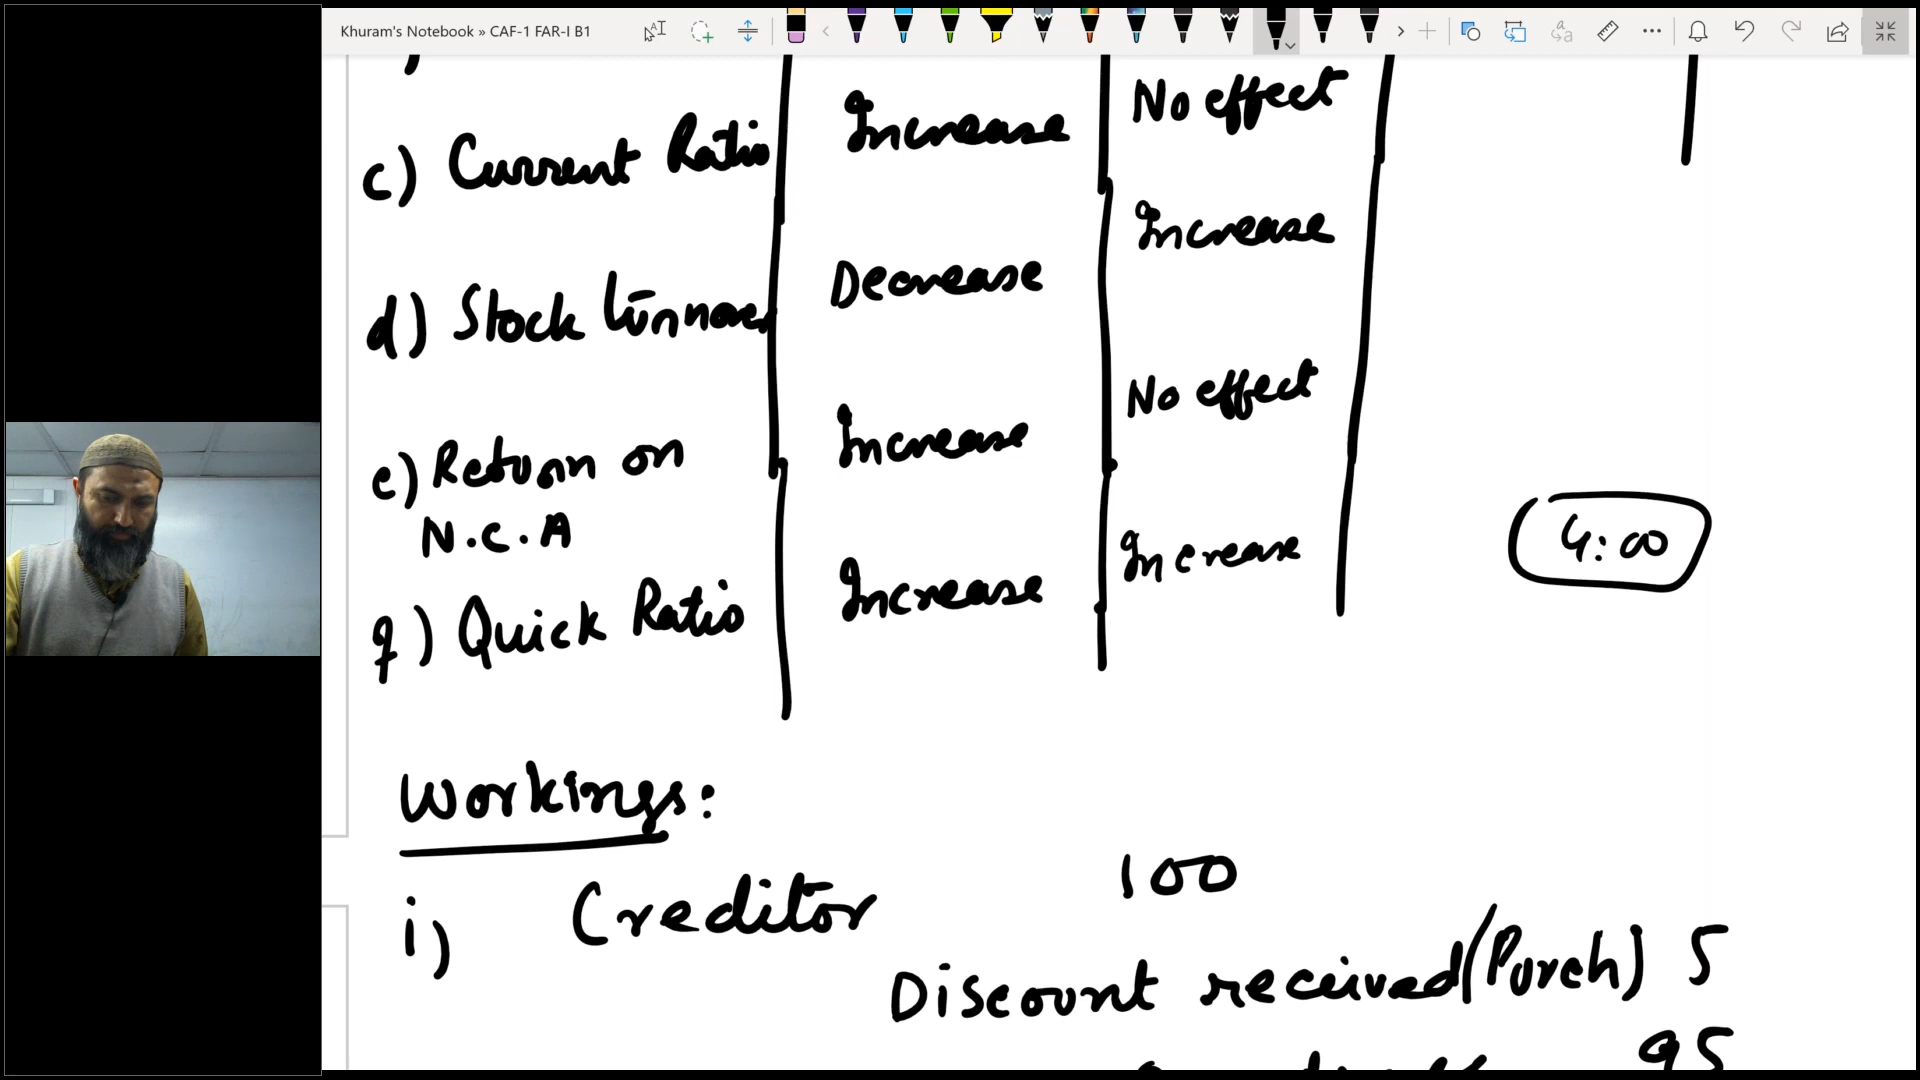 Khuram's Notebook » CAF-1 FAR-I B1
c) Current Ratio Increase No effect
d) Stock turnover Decrease Increase
e) Return on Increase No effect
N.C.A
f) Quick Ratio Increase Increase
4:00
Workings:
i) Creditor 100
Discount received (Purch) 5
95